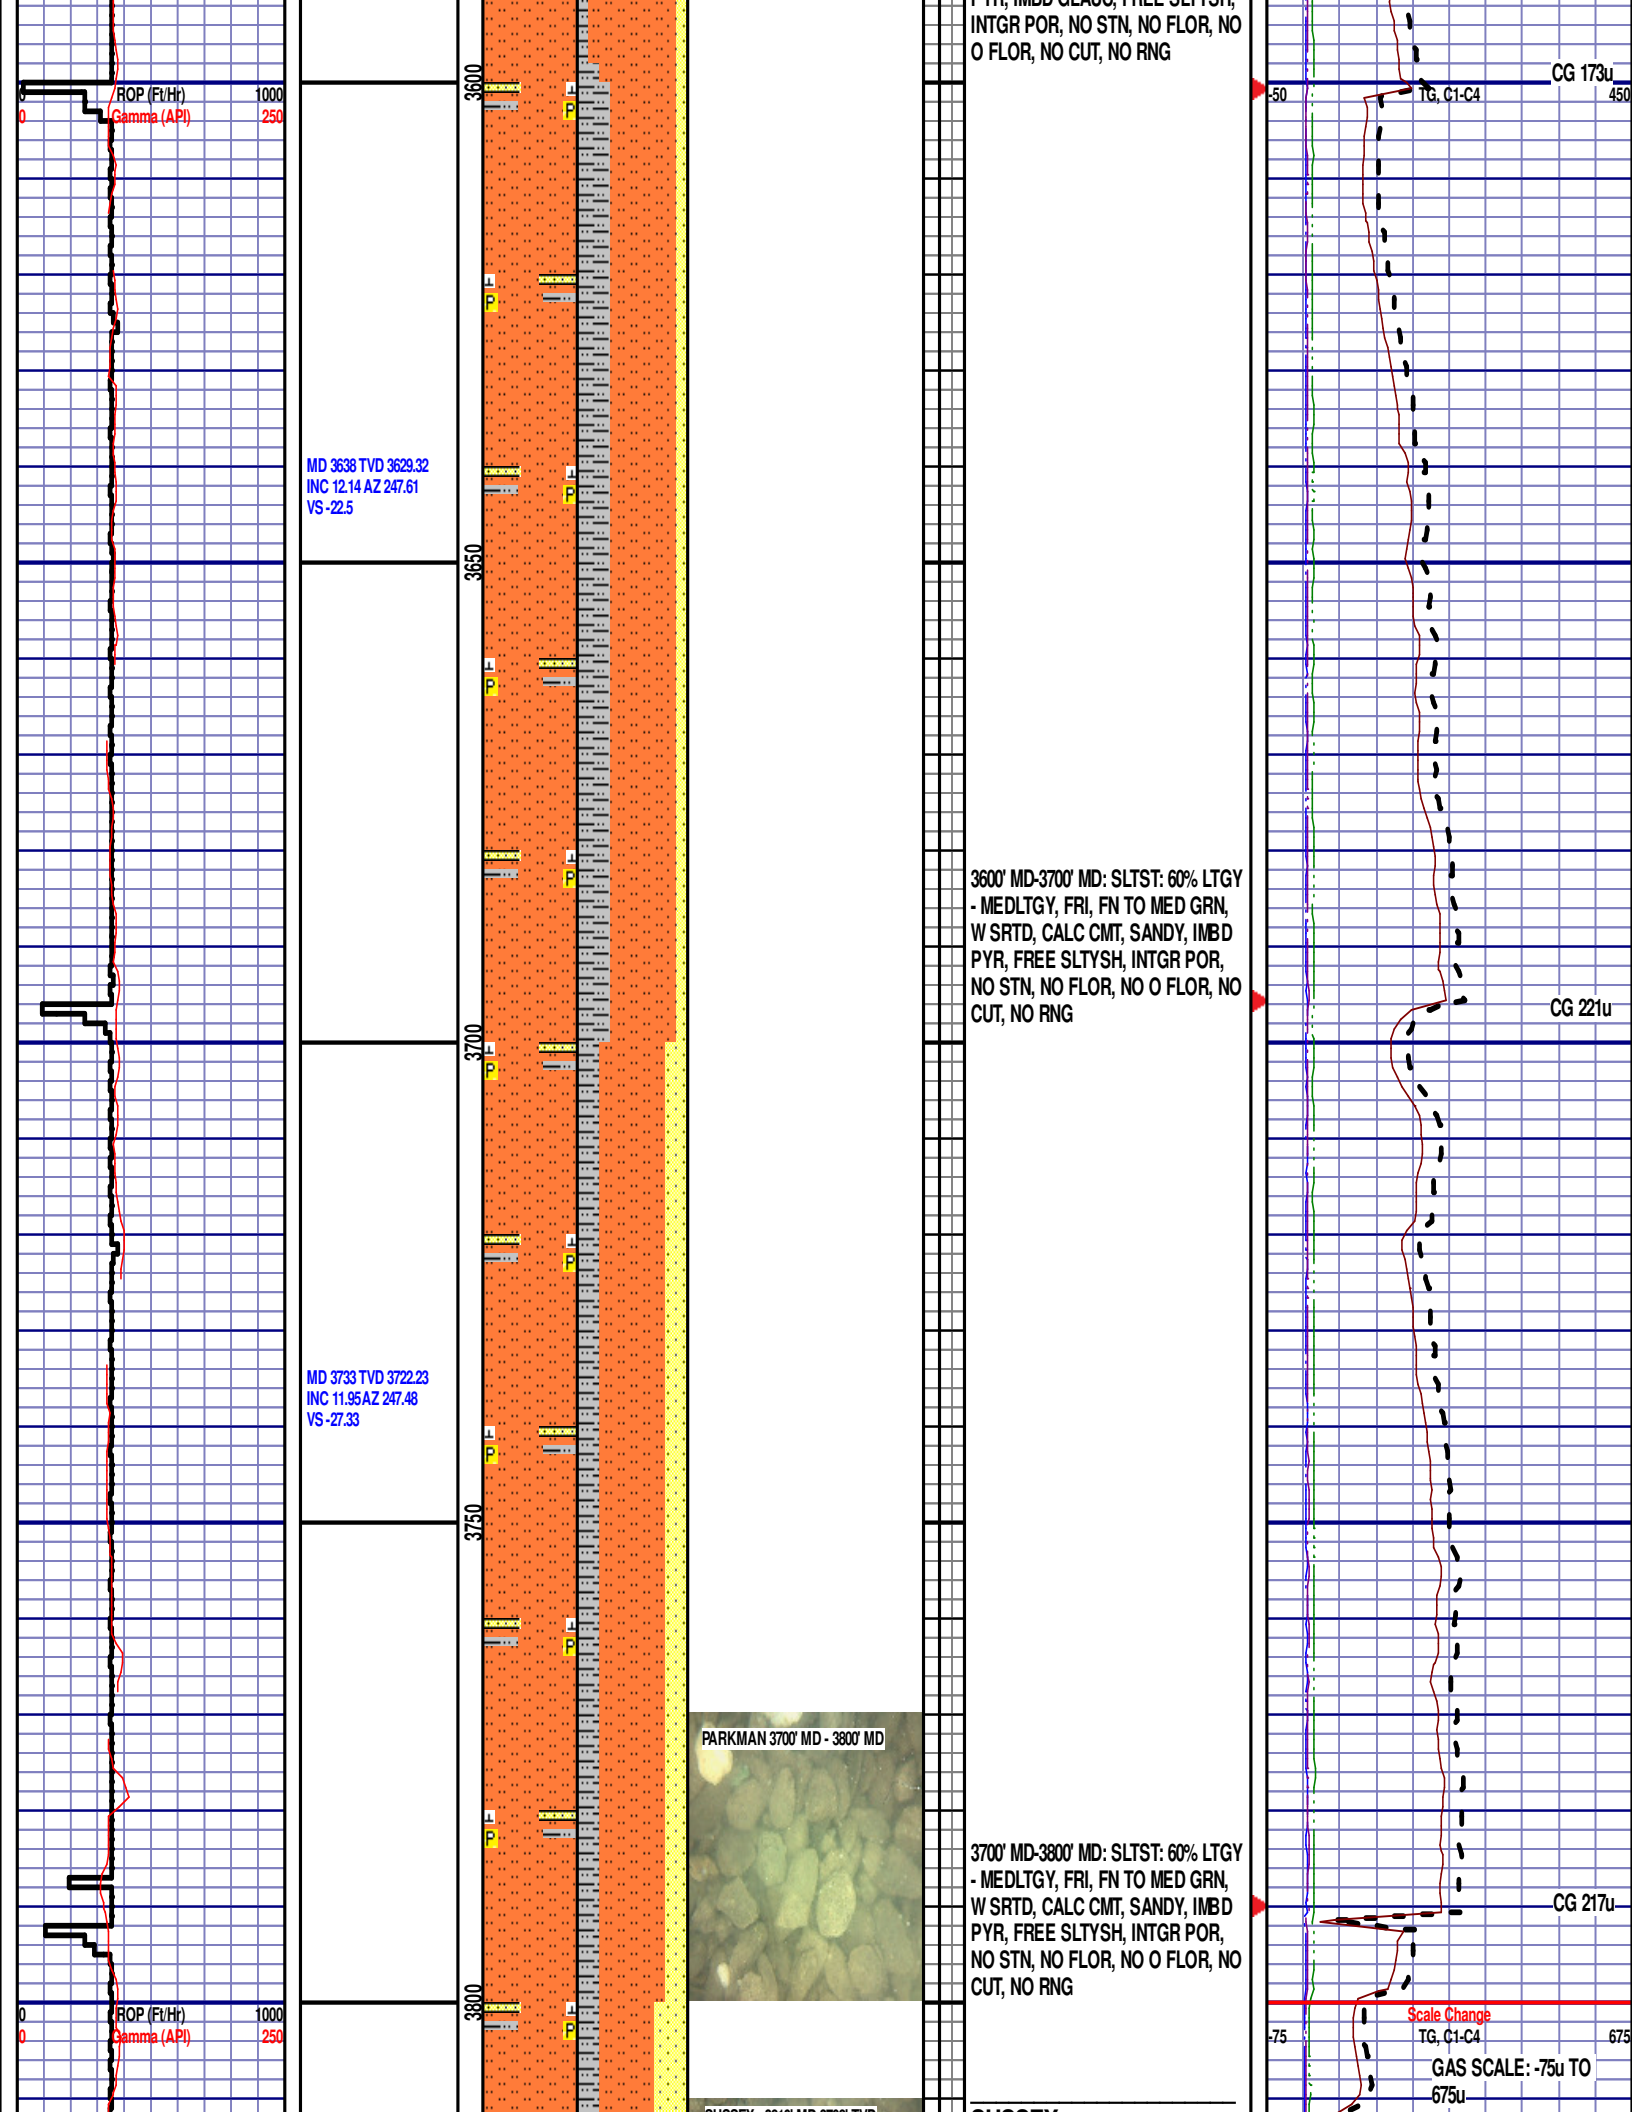 INTGR POR, NO STN, NO FLOR, NO
O FLOR, NO CUT, NO RNG
3600
CG 173u
0 ROP (Ft/Hr) 1000
0 Gamma (API) 250
-50 TG, C1-C4 450
P
P
MD 3638 TVD 3629.32
INC 12.14 AZ 247.61
VS -22.5
P
3650
P
P
3600' MD-3700' MD: SLTST: 60% LTGY
- MEDLTGY, FRI, FN TO MED GRN,
W SRTD, CALC CMT, SANDY, IMBD
PYR, FREE SLTYSH, INTGR POR,
NO STN, NO FLOR, NO O FLOR, NO
CUT, NO RNG
CG 221u
3700
P
P
MD 3733 TVD 3722.23
INC 11.95 AZ 247.48
VS -27.33
P
3750
P
PARKMAN 3700' MD - 3800' MD
P
3700' MD-3800' MD: SLTST: 60% LTGY
- MEDLTGY, FRI, FN TO MED GRN,
W SRTD, CALC CMT, SANDY, IMBD
PYR, FREE SLTYSH, INTGR POR,
NO STN, NO FLOR, NO O FLOR, NO
CUT, NO RNG
CG 217u
3800
0 ROP (Ft/Hr) 1000
0 Gamma (API) 250
P
Scale Change
-75 TG, C1-C4 675
GAS SCALE: -75u TO
675u